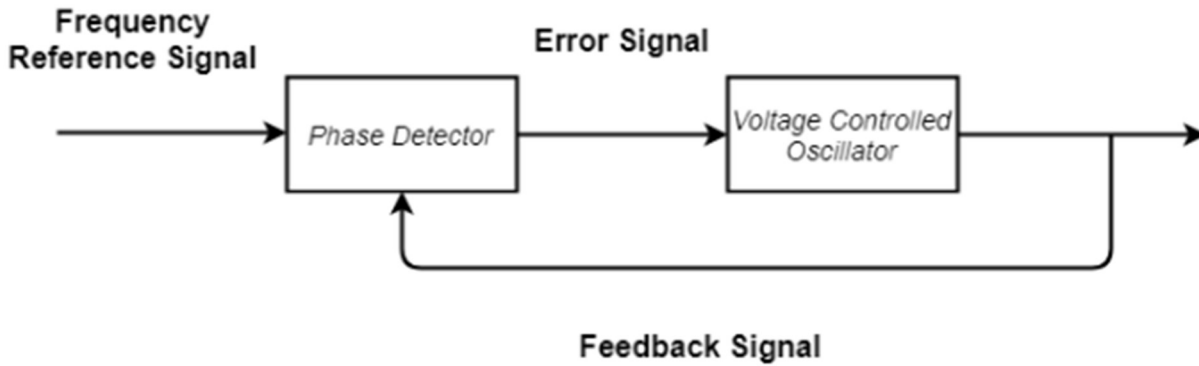 Frequency
Reference Signal
Error Signal
Phase Detector
Voltage Controlled
Oscillator
Feedback Signal